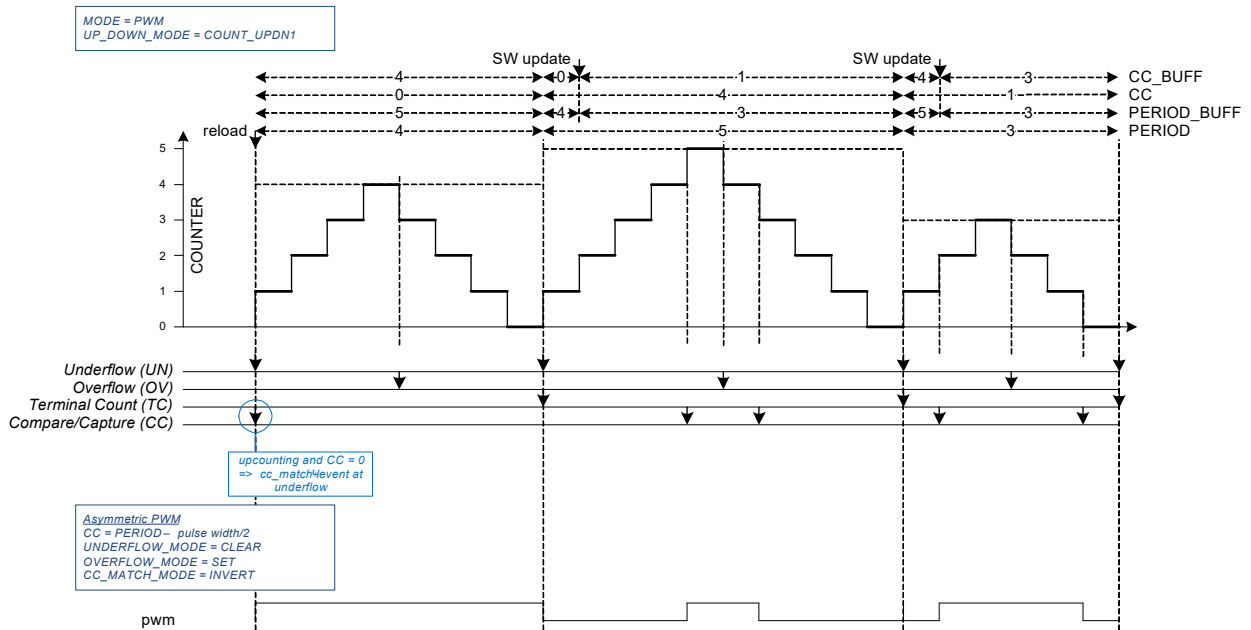 MODE = PWM
UP_DOWN_MODE = COUNT_UPDN1
SW update
SW update
4 0 1 4 3 CC_BUFF
0 4 1 CC
5 4 3 5 3 PERIOD_BUFF
reload 4 5 3 PERIOD
5
4
3
2
1
0
COUNTER
Underflow (UN)
Overflow (OV)
Terminal Count (TC)
Compare/Capture (CC)
upcounting and CC = 0
=> cc_match event at
underflow
Asymmetric PWM
CC = PERIOD – pulse width/2
UNDERFLOW_MODE = CLEAR
OVERFLOW_MODE = SET
CC_MATCH_MODE = INVERT
pwm